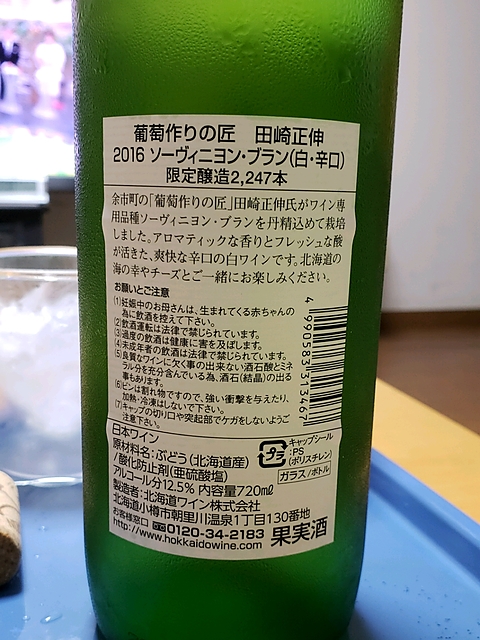 葡萄作りの匠 田崎正伸
2016 ソーヴィニヨン・ブラン(白・辛口)
限定醸造2,247本
余市町の「葡萄作りの匠」田崎正伸氏がワイン専
用品種ソーヴィニヨン・ブランを丹精込めて栽培
しました。アロマティックな香りとフレッシュな酸
が活きた、爽快な辛口の白ワインです。北海道の
海の幸やチーズとご一緒にお楽しみください。
お願いとご注意
(1)妊娠中のお母さんは、生まれてくる赤ちゃんの
為に飲酒を控えて下さい。
(2)飲酒運転は法律で禁じられています。
(3)過度の飲酒は健康に害を及ぼします。
(4)未成年者の飲酒は法律で禁じられています。
(5)良質なワインに欠く事の出来ない酒石酸とミネ
ラル分を充分含んでいる為、酒石(結晶)の出る
事もあります。
(6)ビンは割れ物ですので、強い衝撃を与えたり、
加熱・冷凍はしないで下さい。
(7)キャップの切り口や突起部でケガをしないようご
注意下さい。
4990583313467
日本ワイン
原材料名:ぶどう(北海道産)
/酸化防止剤(亜硫酸塩)
アルコール分12.5% 内容量720mℓ
製造者:北海道ワイン株式会社
北海道小樽市朝里川温泉1丁目130番地
お客様窓口 0120-34-2183
http://www.hokkaidowine.com
果実酒
プラ
キャップシール
:PS
(ポリスチレン)
ガラス/ボトル